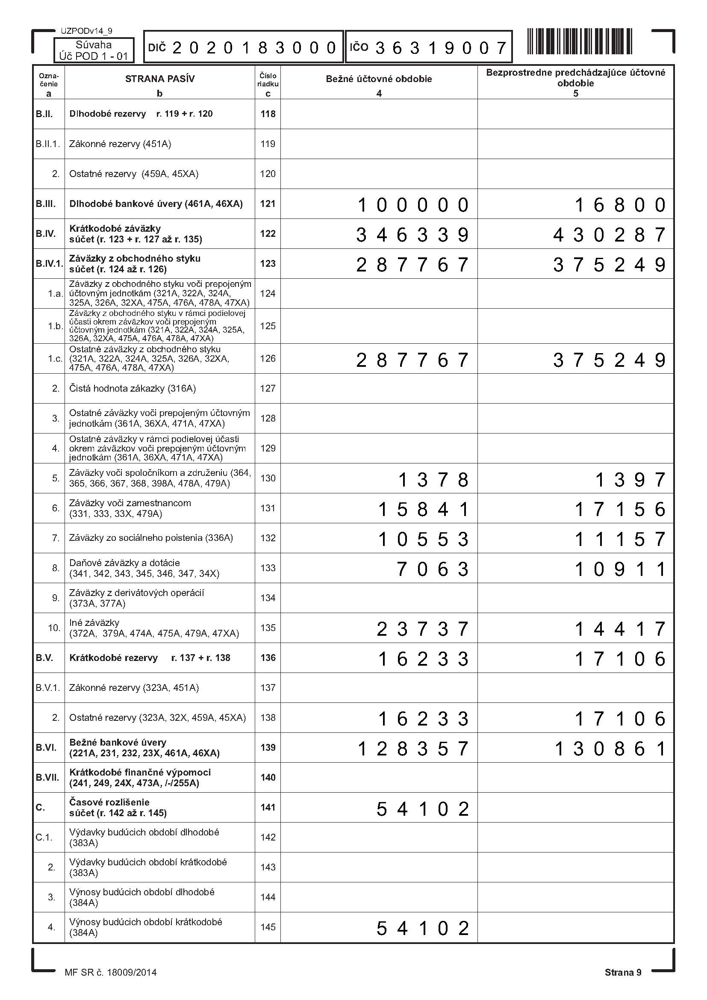 UZPODv14_9
Súvaha
Úč POD 1 - 01
DIČ 2020183000
IČO 36319007
Ozna-
čenie
a
STRANA PASÍV
b
Číslo
riadku
c
Bežné účtovné obdobie
4
Bezprostredne predchádzajúce účtovné
obdobie
5
B.II. Dlhodobé rezervy r. 119 + r. 120 118
B.II.1. Zákonné rezervy (451A) 119
2. Ostatné rezervy (459A, 45XA) 120
B.III. Dlhodobé bankové úvery (461A, 46XA) 121 100000 16800
B.IV. Krátkodobé záväzky
súčet (r. 123 + r. 127 až r. 135) 122 346339 430287
B.IV.1. Záväzky z obchodného styku
súčet (r. 124 až r. 126) 123 287767 375249
Záväzky z obchodného styku voči prepojeným
1.a. účtovným jednotkám (321A, 322A, 324A, 124
325A, 326A, 32XA, 475A, 476A, 478A, 47XA)
Záväzky z obchodného styku v rámci podielovej
1.b. účasti okrem záväzkov voči prepojeným 125
účtovným jednotkám (321A, 322A, 324A, 325A,
326A, 32XA, 475A, 476A, 478A, 47XA)
Ostatné záväzky z obchodného styku
1.c. (321A, 322A, 324A, 325A, 326A, 32XA, 126 287767 375249
475A, 476A, 478A, 47XA)
2. Čistá hodnota zákazky (316A) 127
3. Ostatné záväzky voči prepojeným účtovným
jednotkám (361A, 36XA, 471A, 47XA) 128
Ostatné záväzky v rámci podielovej účasti
4. okrem záväzkov voči prepojeným účtovným 129
jednotkám (361A, 36XA, 471A, 47XA)
5. Záväzky voči spoločníkom a združeniu (364,
365, 366, 367, 368, 398A, 478A, 479A) 130 1378 1397
6. Záväzky voči zamestnancom
(331, 333, 33X, 479A) 131 15841 17156
7. Záväzky zo sociálneho poistenia (336A) 132 10553 11157
8. Daňové záväzky a dotácie
(341, 342, 343, 345, 346, 347, 34X) 133 7063 10911
9. Záväzky z derivátových operácií
(373A, 377A) 134
10. Iné záväzky
(372A, 379A, 474A, 475A, 479A, 47XA) 135 23737 14417
B.V. Krátkodobé rezervy r. 137 + r. 138 136 16233 17106
B.V.1. Zákonné rezervy (323A, 451A) 137
2. Ostatné rezervy (323A, 32X, 459A, 45XA) 138 16233 17106
B.VI. Bežné bankové úvery
(221A, 231, 232, 23X, 461A, 46XA) 139 128357 130861
B.VII. Krátkodobé finančné výpomoci
(241, 249, 24X, 473A, /-/255A) 140
C. Časové rozlíšenie
súčet (r. 142 až r. 145) 141 54102
C.1. Výdavky budúcich období dlhodobé
(383A) 142
2. Výdavky budúcich období krátkodobé
(383A) 143
3. Výnosy budúcich období dlhodobé
(384A) 144
4. Výnosy budúcich období krátkodobé
(384A) 145 54102
MF SR č. 18009/2014
Strana 9